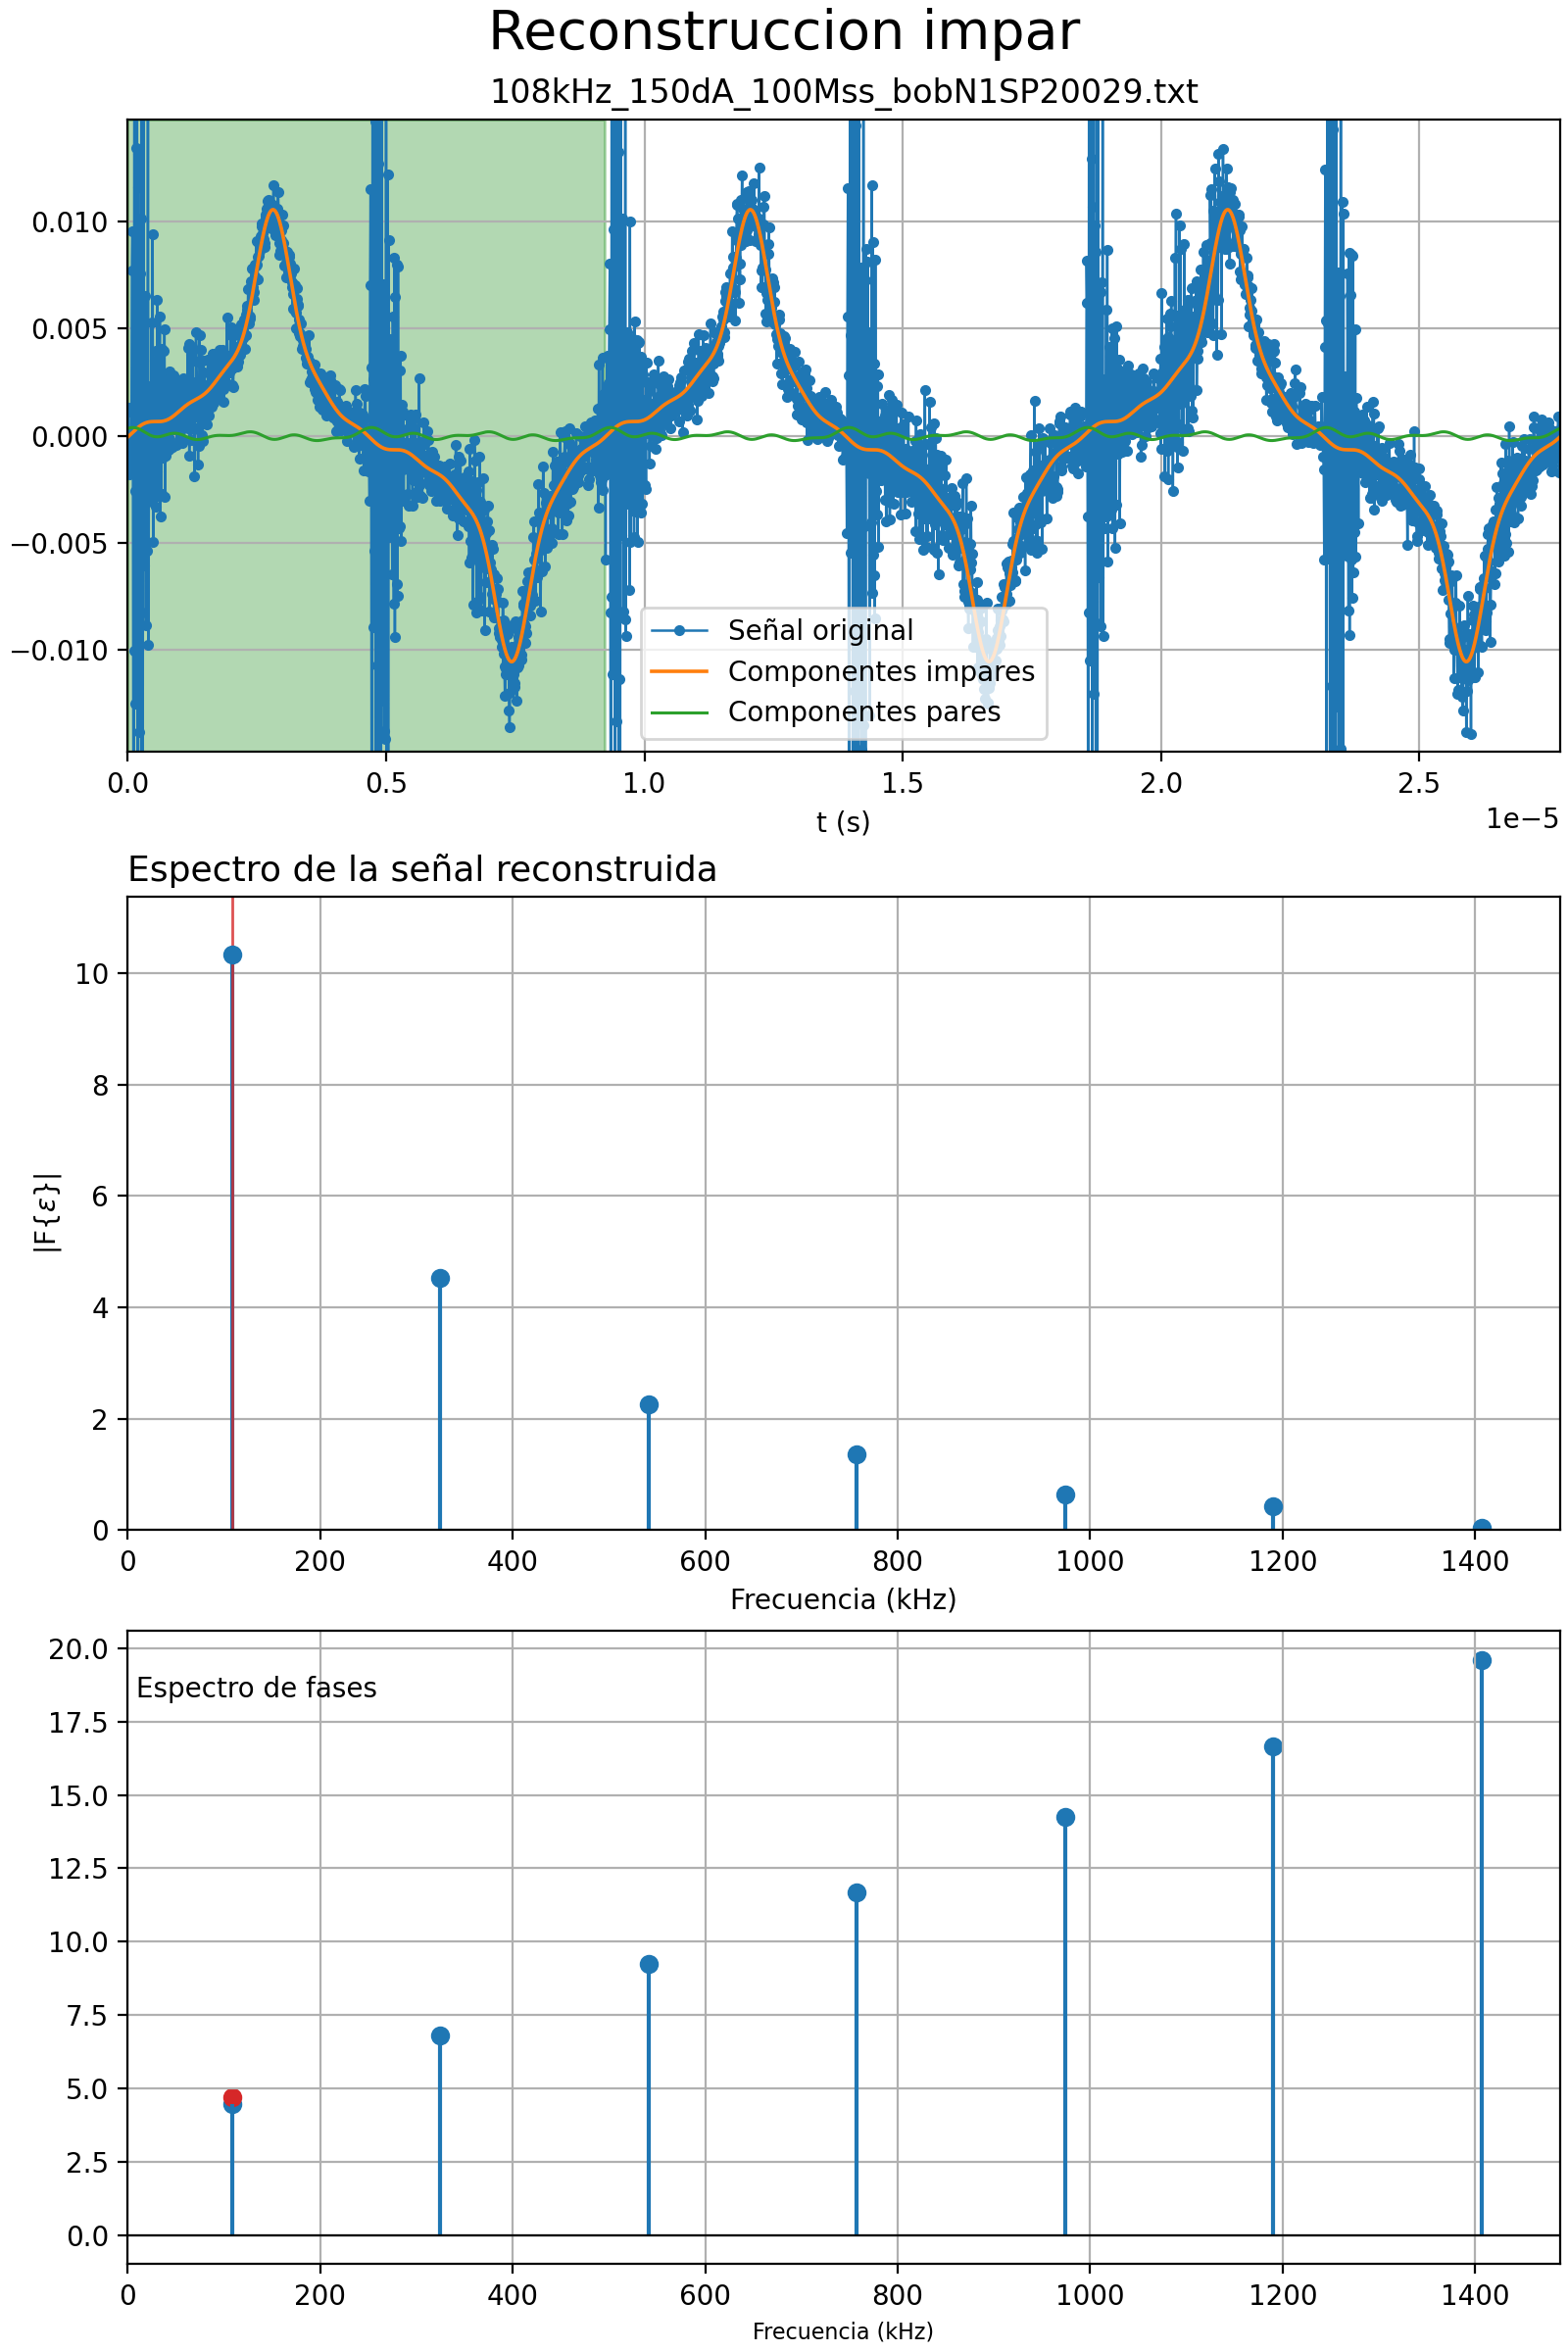 Reconstruccion impar
108kHz_150dA_100Mss_bobN1SP20029.txt
0.010
0.005
0.000
−0.005
−0.010
Señal original
Componentes impares
Componentes pares
0.0 0.5 1.0 1.5 2.0 2.5
t (s)
1e−5
Espectro de la señal reconstruida
10
8
6
4
2
0
|F{ε}|
0 200 400 600 800 1000 1200 1400
Frecuencia (kHz)
20.0
Espectro de fases
17.5
15.0
12.5
10.0
7.5
5.0
2.5
0.0
0 200 400 600 800 1000 1200 1400
Frecuencia (kHz)